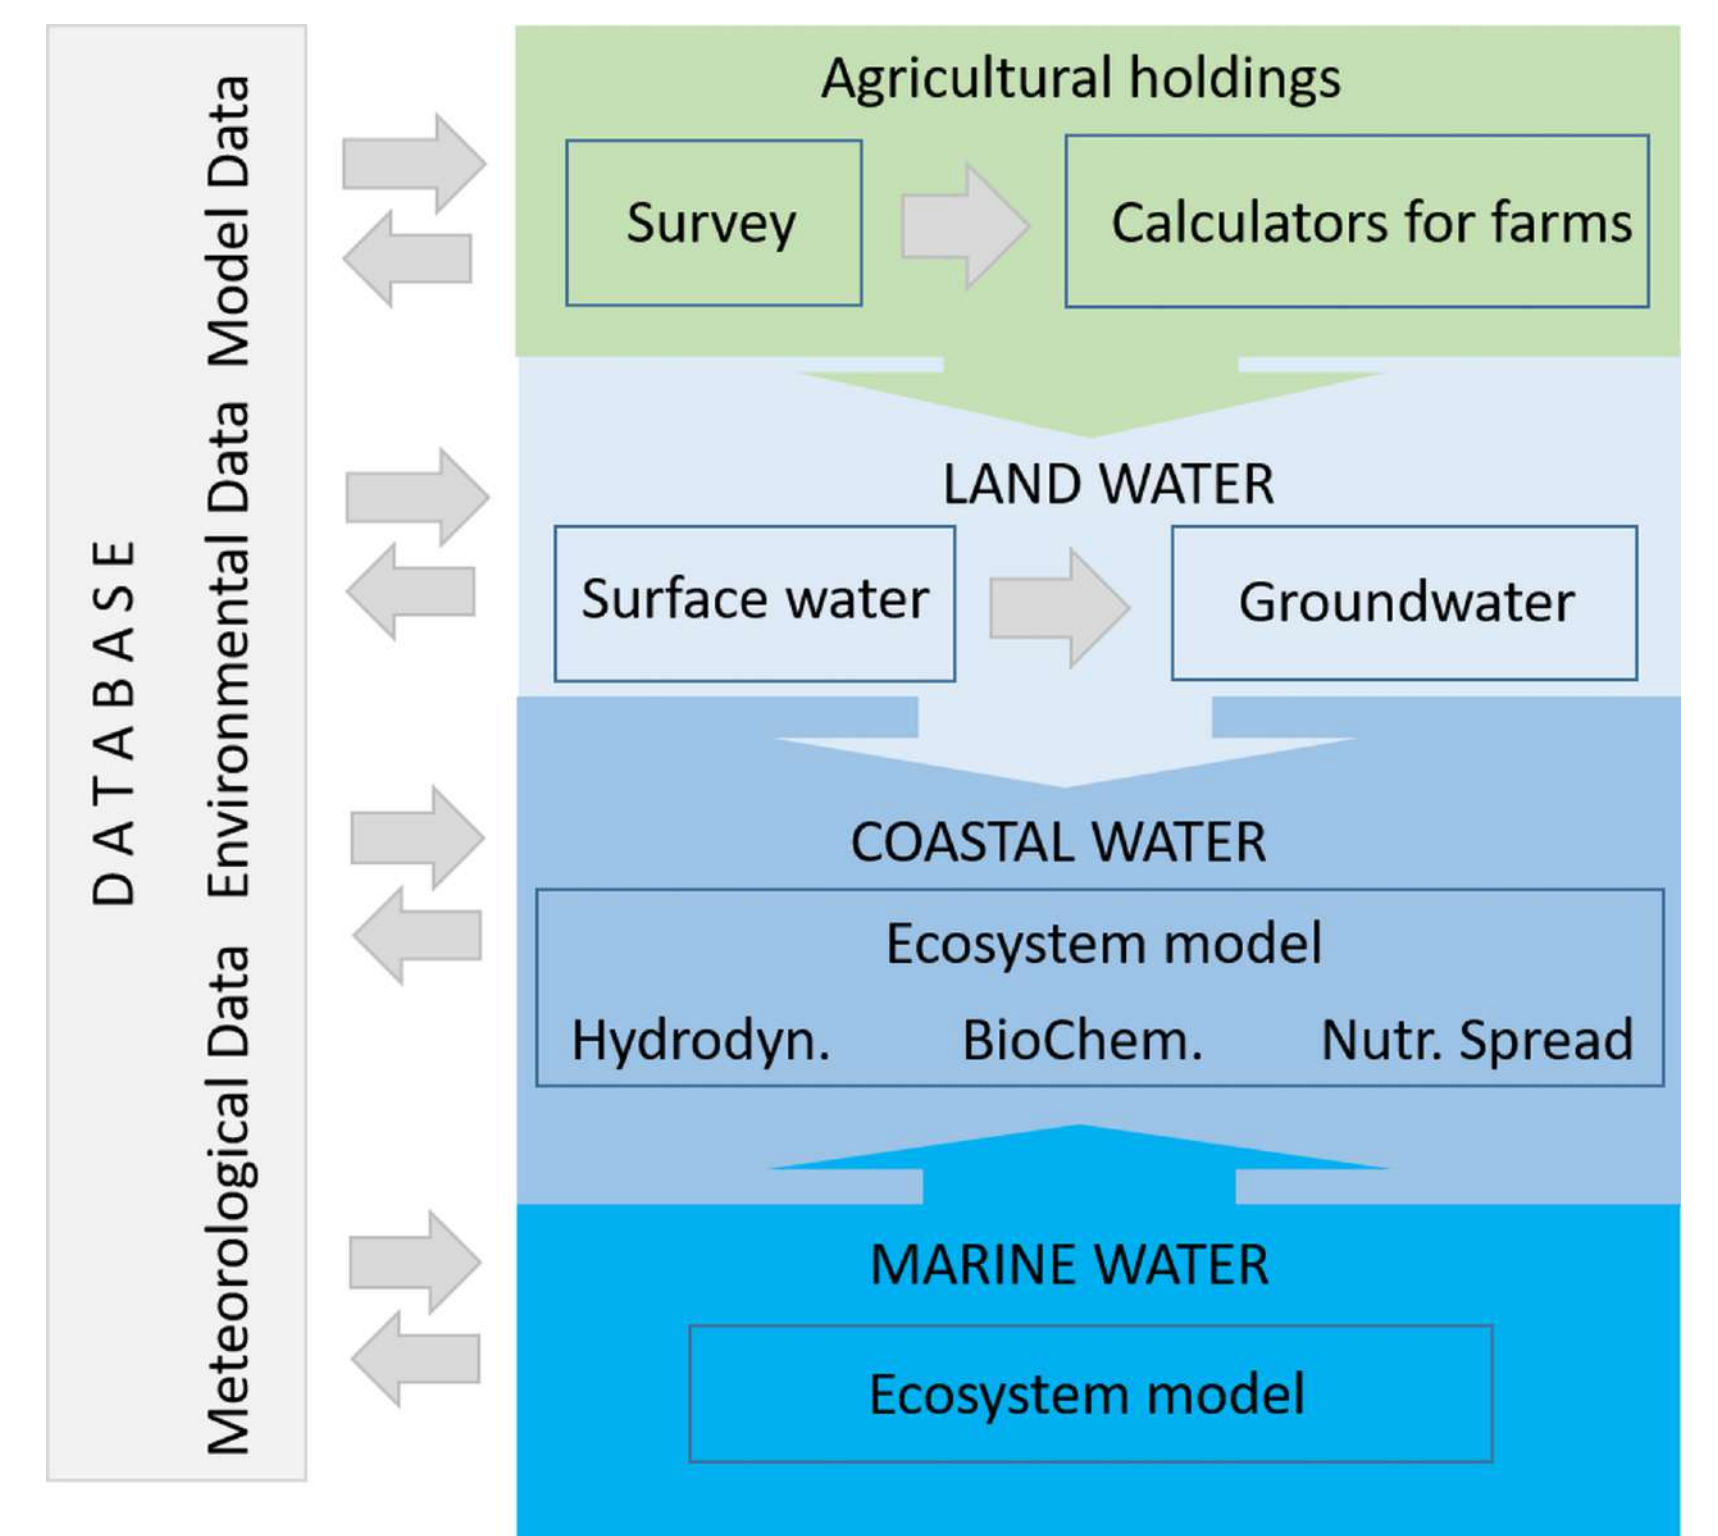 DATABASE
Meteorological Data Environmental Data Model Data
Agricultural holdings
Survey
Calculators for farms
LAND WATER
Surface water
Groundwater
COASTAL WATER
Ecosystem model
Hydrodyn. BioChem. Nutr. Spread
MARINE WATER
Ecosystem model